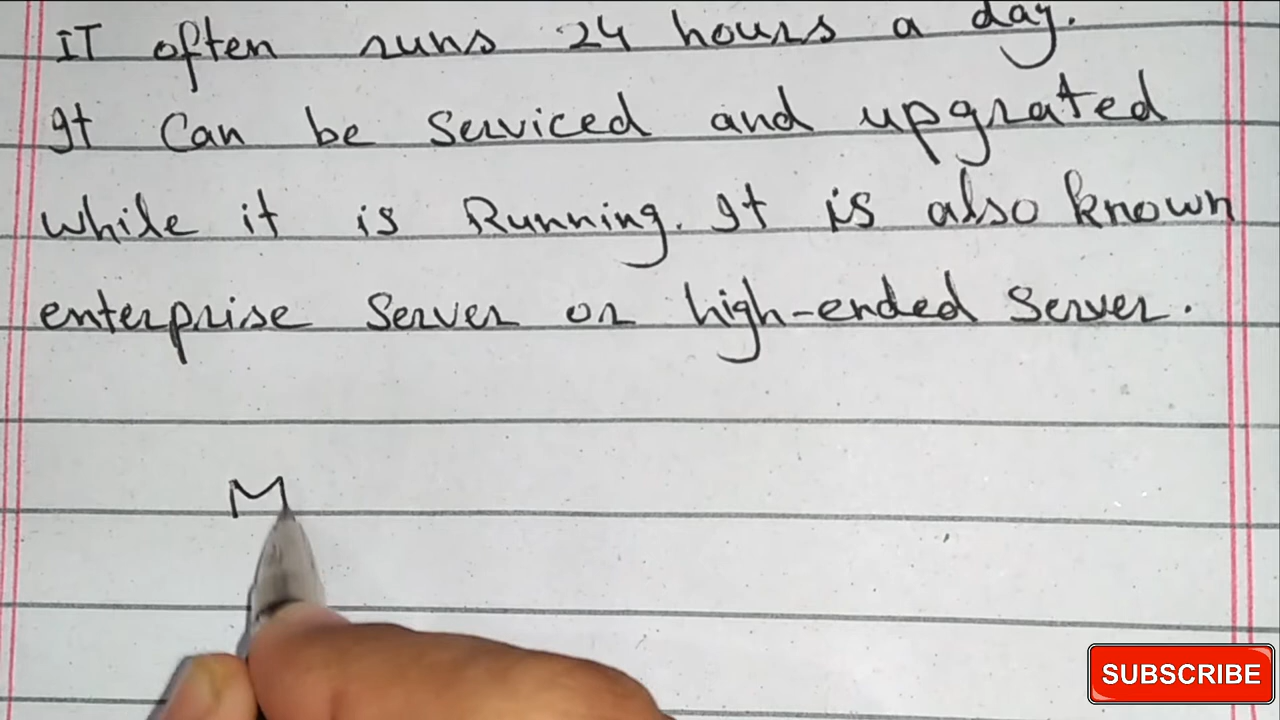 IT often runs 24 hours a day.
It can be serviced and upgrated
while it is Running. It is also known
enterprise server or high-ended server.
M
SUBSCRIBE